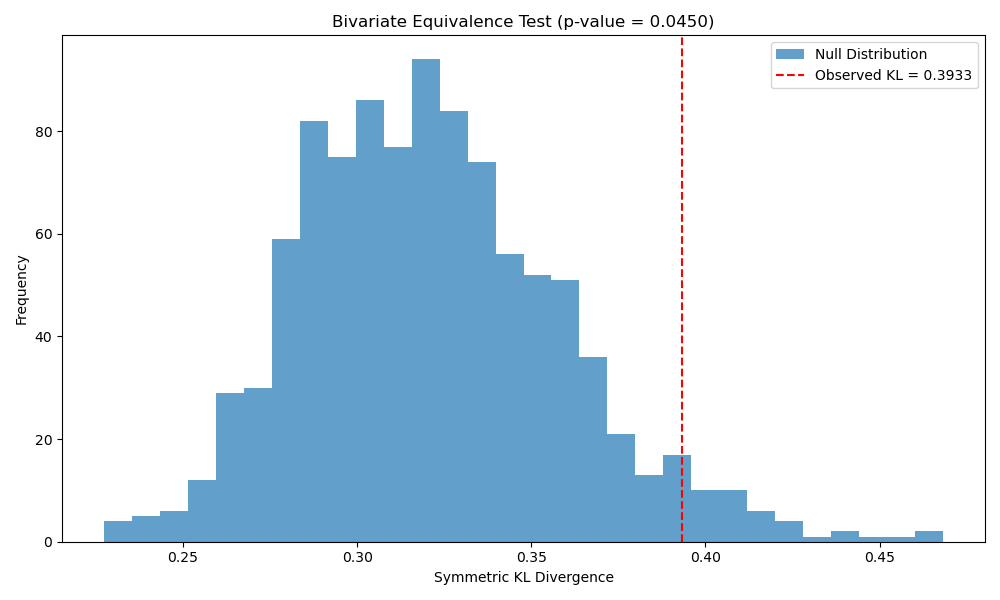 Bivariate Equivalence Test (p-value = 0.0450)
Null Distribution
Observed KL = 0.3933
Frequency
80
60
40
20
0
0.25
0.30
0.35
0.40
0.45
Symmetric KL Divergence